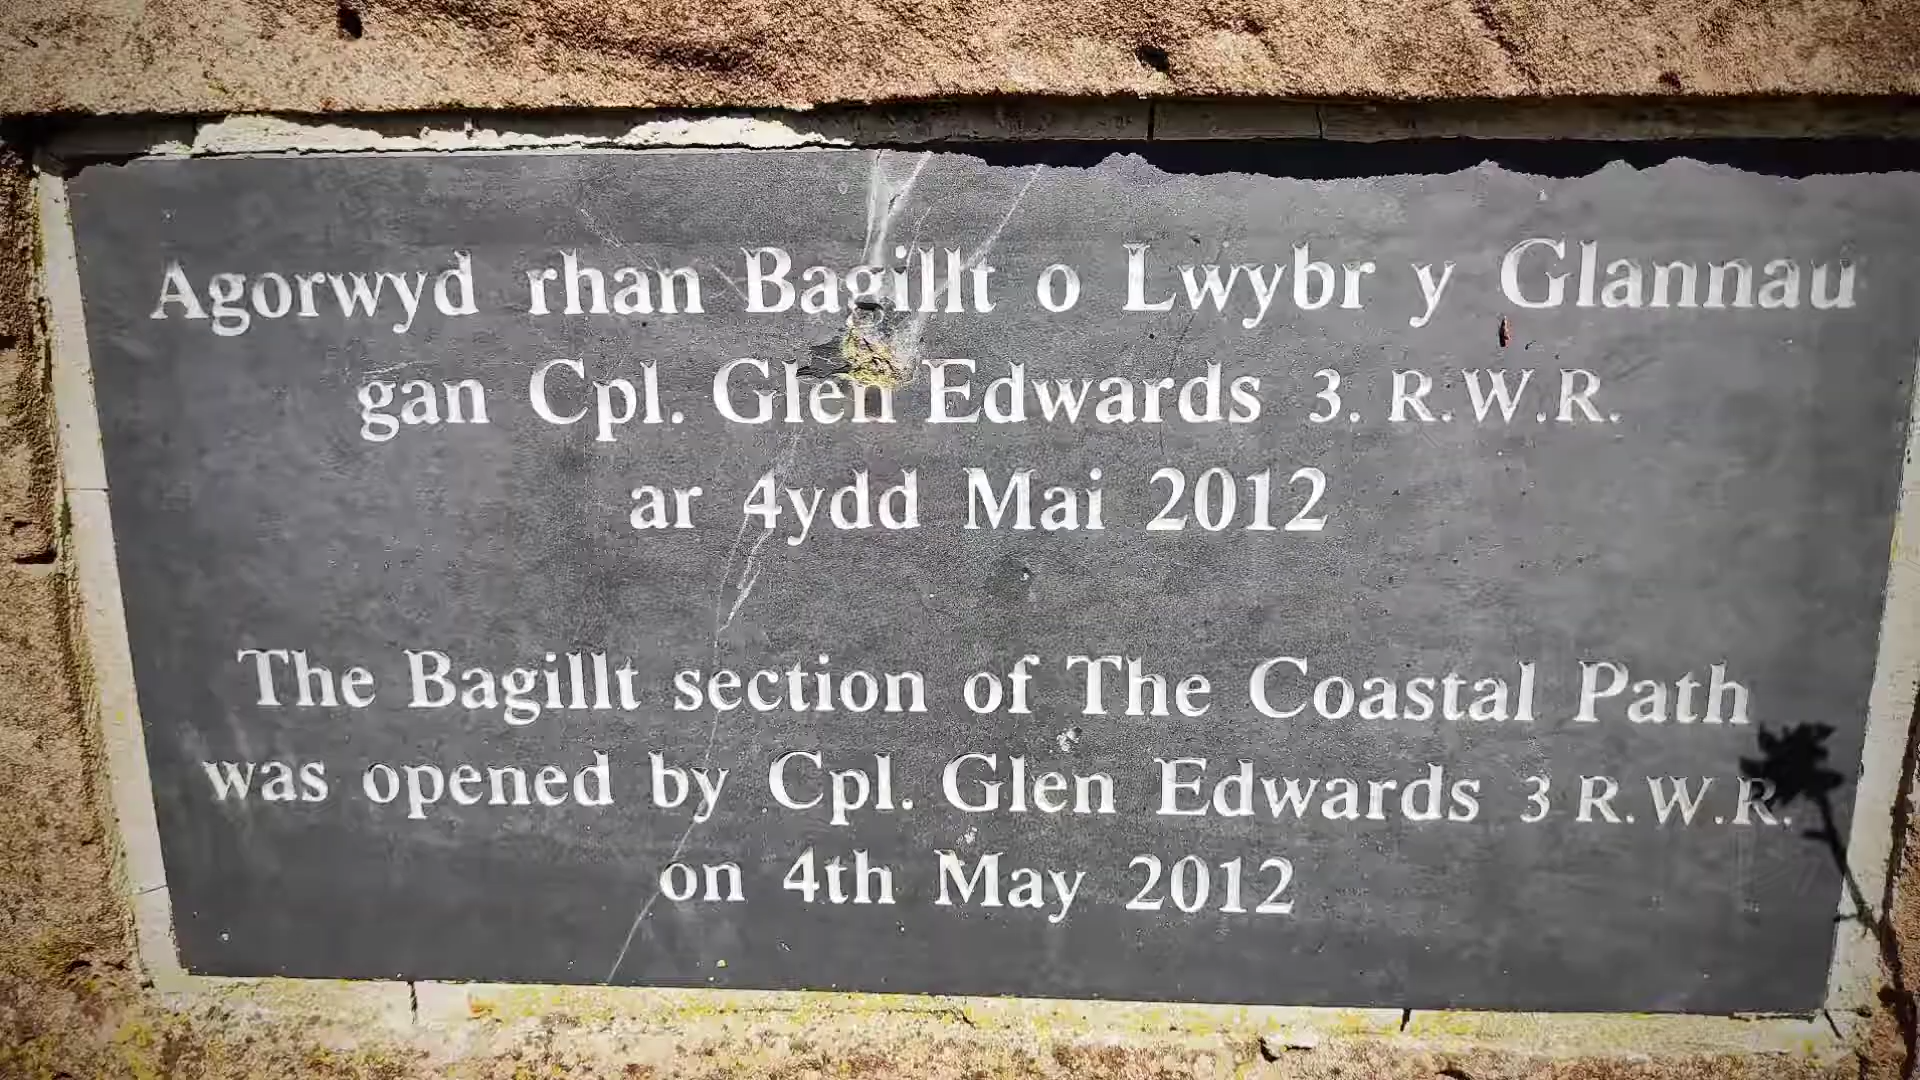 Agorwyd rhan Bagillt o Lwybr y Glannau
gan Cpl. Glen Edwards 3. R.W.R.
ar 4ydd Mai 2012
The Bagillt section of The Coastal Path
was opened by Cpl. Glen Edwards 3 R.W.R.
on 4th May 2012